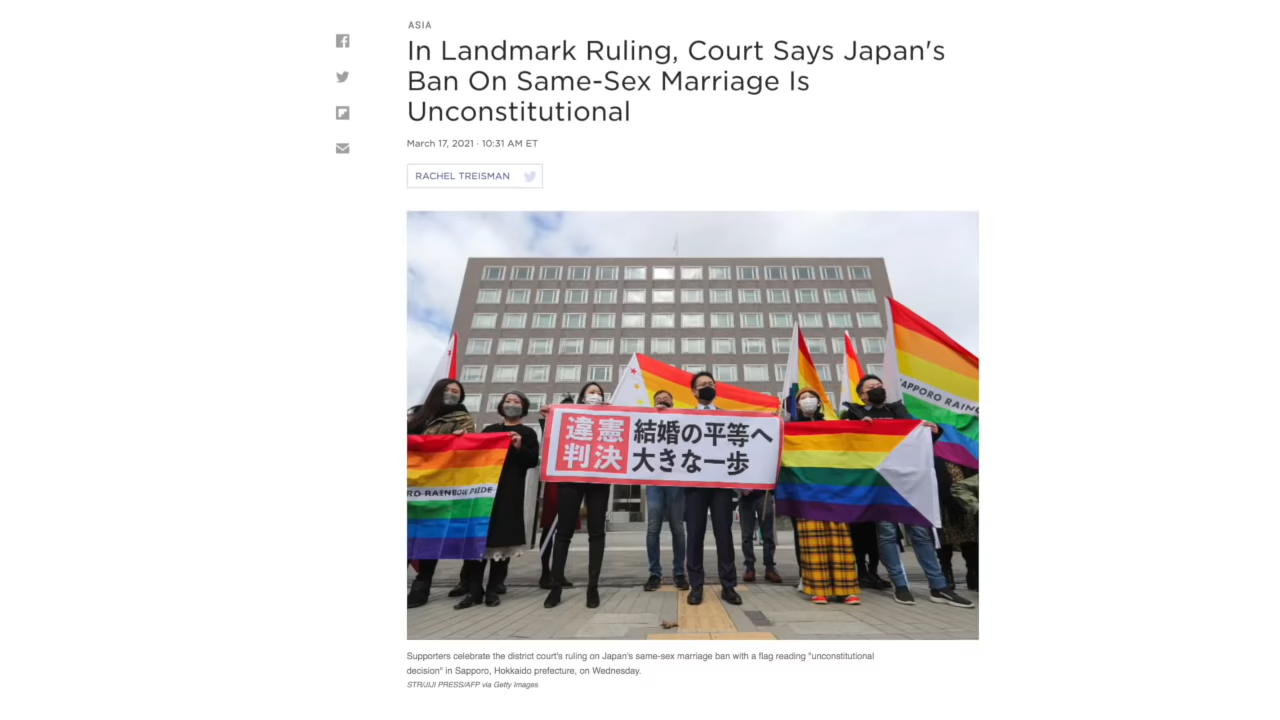 ASIA
In Landmark Ruling, Court Says Japan's
Ban On Same-Sex Marriage Is
Unconstitutional
March 17, 2021 · 10:31 AM ET
RACHEL TREISMAN
APPORO RAINB
違憲
判決
結婚の平等へ
大きな一歩
RO RAINBOW PRIDE
Supporters celebrate the district court's ruling on Japan's same-sex marriage ban with a flag reading "unconstitutional
decision" in Sapporo, Hokkaido prefecture, on Wednesday.
STR/JIJI PRESS/AFP via Getty Images